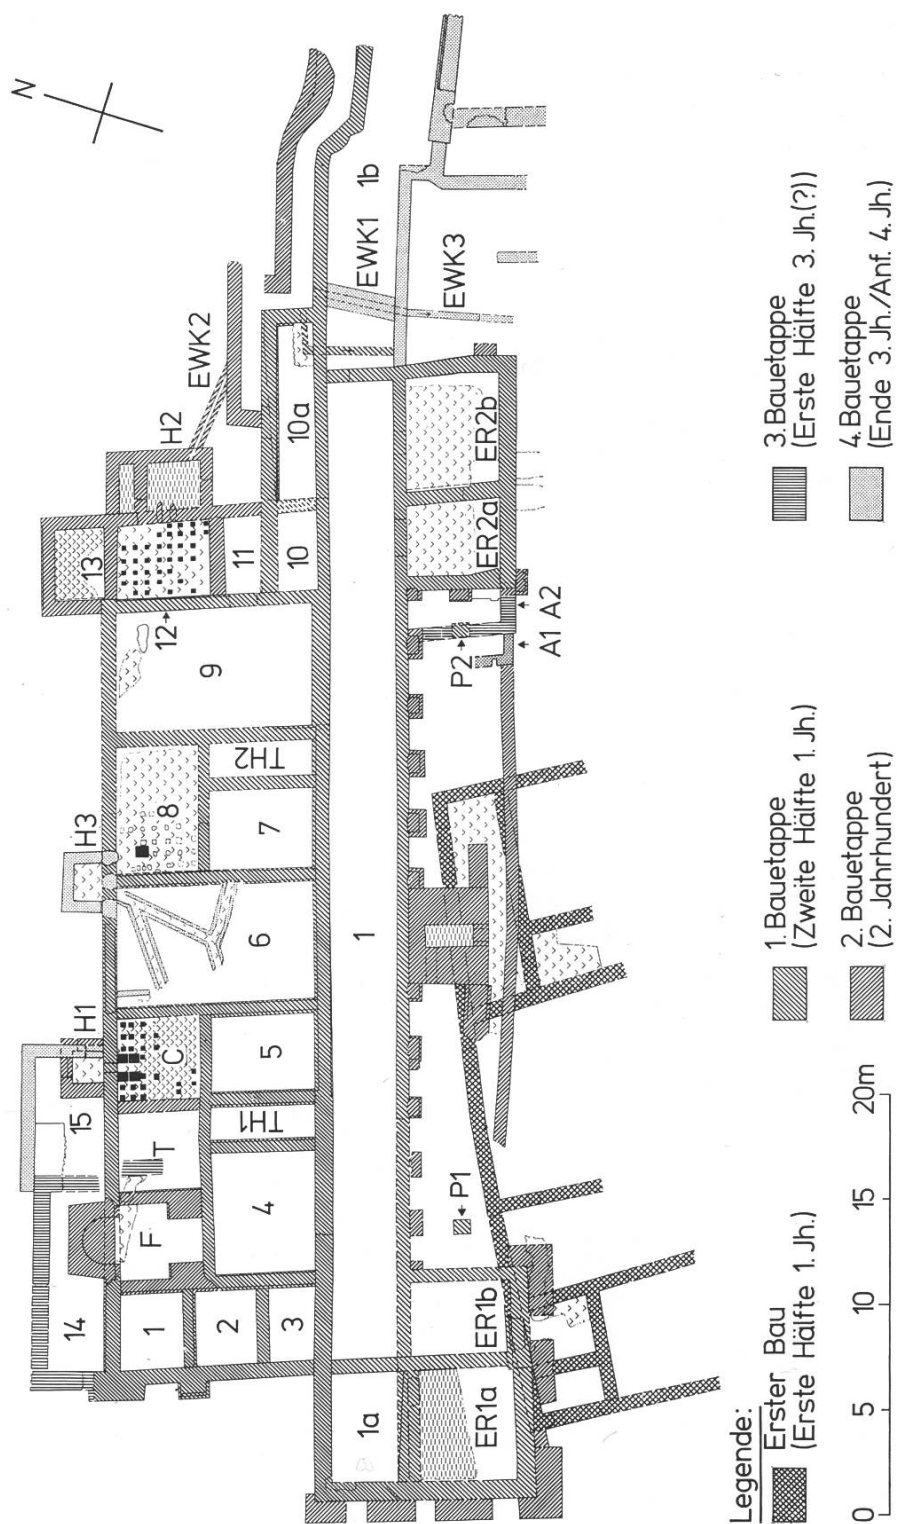 N
14
15
H1
H3
13
H2
EWK2
1
F
T
C
6
8
9
12
11
2
3
4
TH1
5
7
TH2
10
10a
1a
1
EWK1
1b
ER1a
ER1b
P1
P2
A1 A2
ER2a
ER2b
EWK3
Legende:
Erster Bau
(Erste Hälfte 1. Jh.)
1.Bauetappe
(Zweite Hälfte 1. Jh.)
2. Bauetappe
(2. Jahrhundert)
3.Bauetappe
(Erste Hälfte 3. Jh.(?))
4.Bauetappe
(Ende 3. Jh./Anf. 4. Jh.)
0 5 10 15 20m